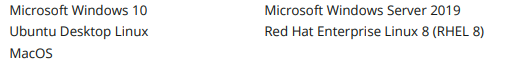 Microsoft Windows 10
Ubuntu Desktop Linux
MacOS
Microsoft Windows Server 2019
Red Hat Enterprise Linux 8 (RHEL 8)